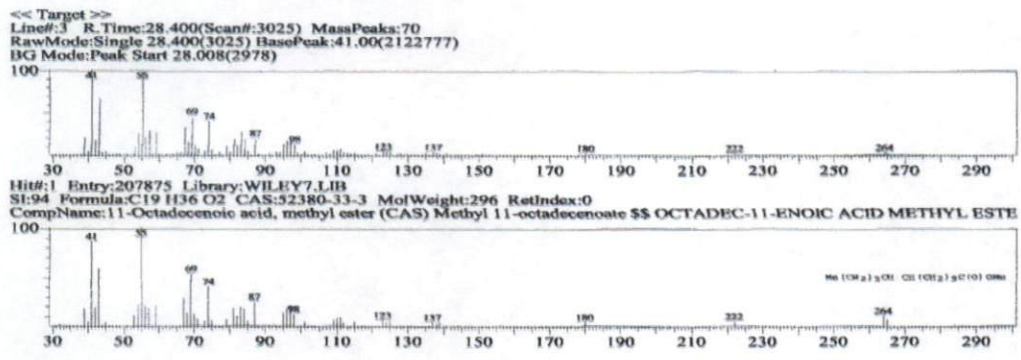 << Target >>
Line#:3 R.Time:28.400(Scan#:3025) MassPeaks:70
RawMode:Single 28.400(3025) BasePeak:41.00(2122777)
BG Mode:Peak Start 28.008(2978)
100
41 55
69 74
87
98
123 137 180 222 264
30 50 70 90 110 130 150 170 190 210 230 250 270 290
Hit#:1 Entry:207875 Library:WILEY7.LIB
SI:94 Formula:C19 H36 O2 CAS:52380-33-3 MolWeight:296 RetIndex:0
CompName:11-Octadecenoic acid, methyl ester (CAS) Methyl 11-octadecenoate $$ OCTADEC-11-ENOIC ACID METHYL ESTE
100
41 55
69
74
87
98
123 137 180 222 264
30 50 70 90 110 130 150 170 190 210 230 250 270 290